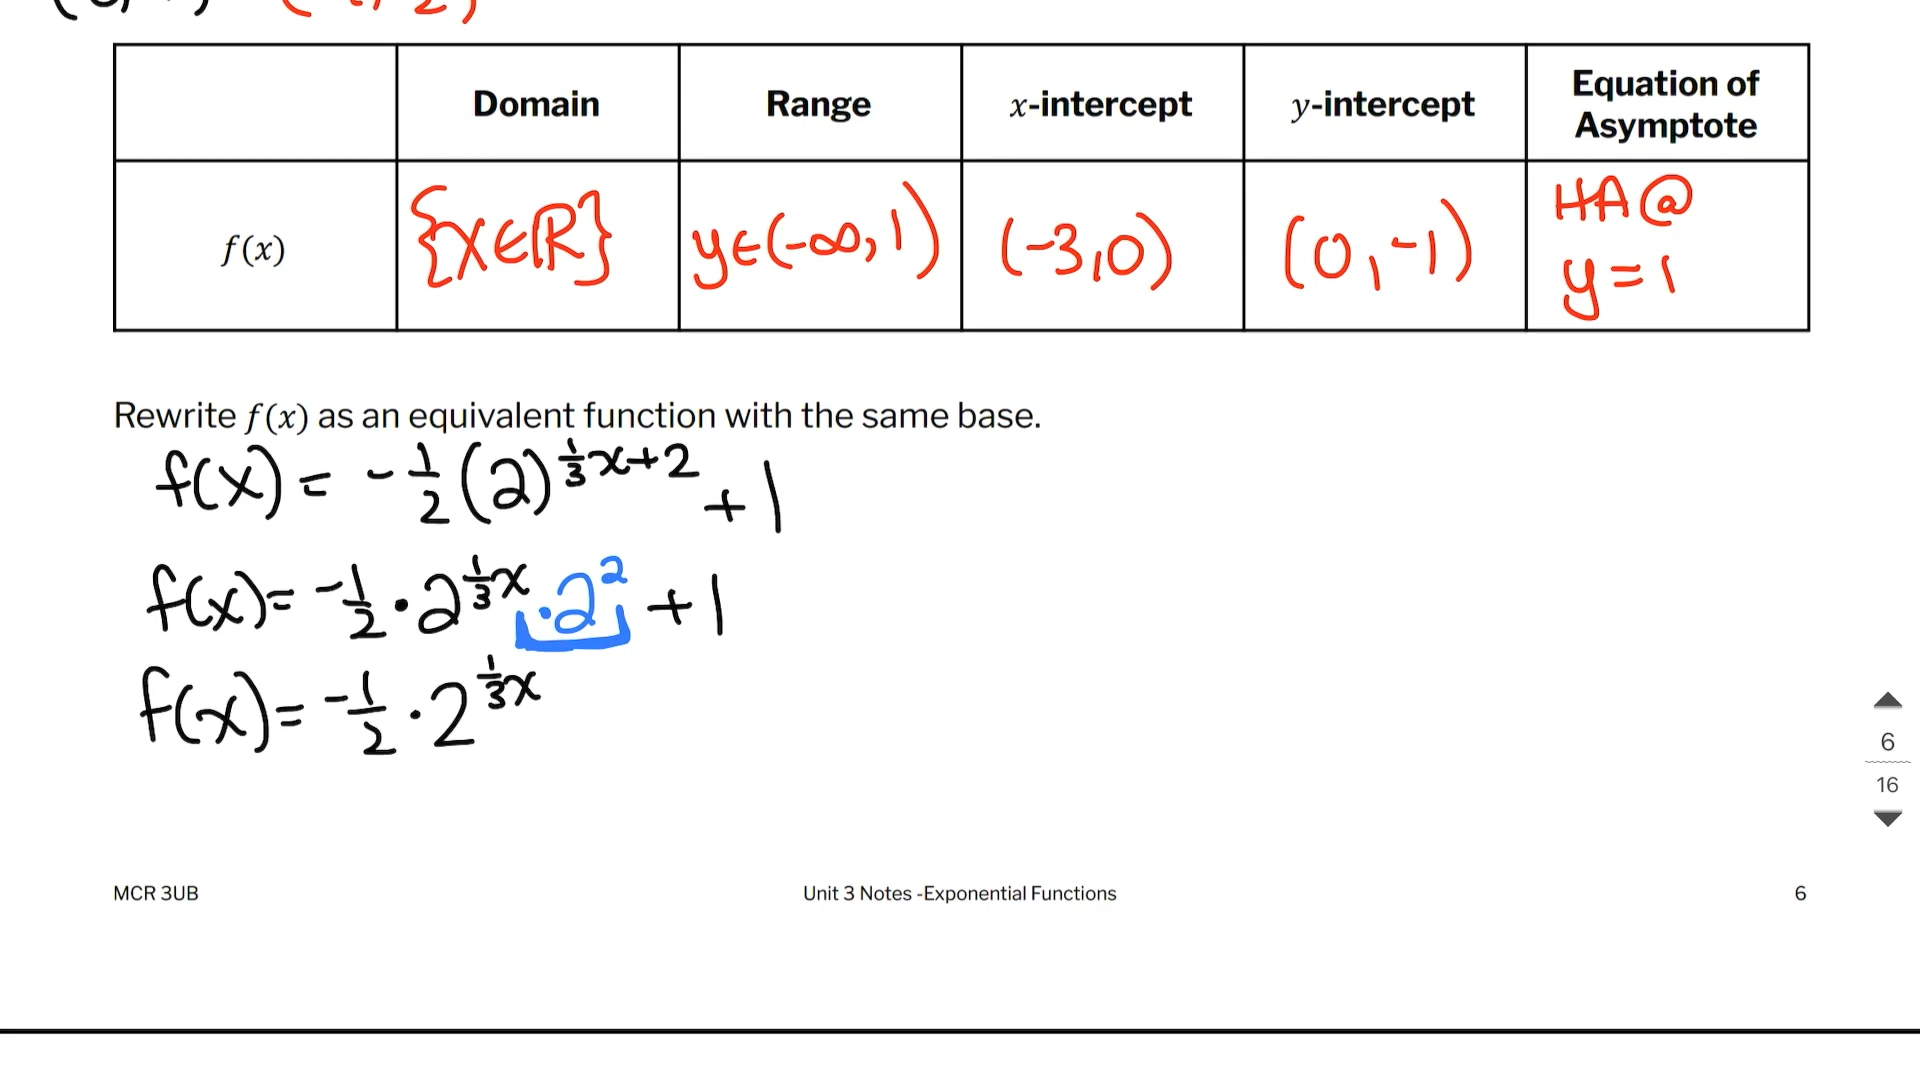 Domain Range x-intercept y-intercept Equation of Asymptote
f(x) {X∈ℝ} y∈(-∞, 1) (-3,0) (0,-1) HA@ y=1
Rewrite f(x) as an equivalent function with the same base.
f(x) = -1/2 (2)^(1/3x+2) + 1
f(x) = -1/2 · 2^(1/3x) · 2^2 + 1
f(x) = -1/2 · 2^(1/3x)
6
16
MCR 3UB Unit 3 Notes -Exponential Functions 6